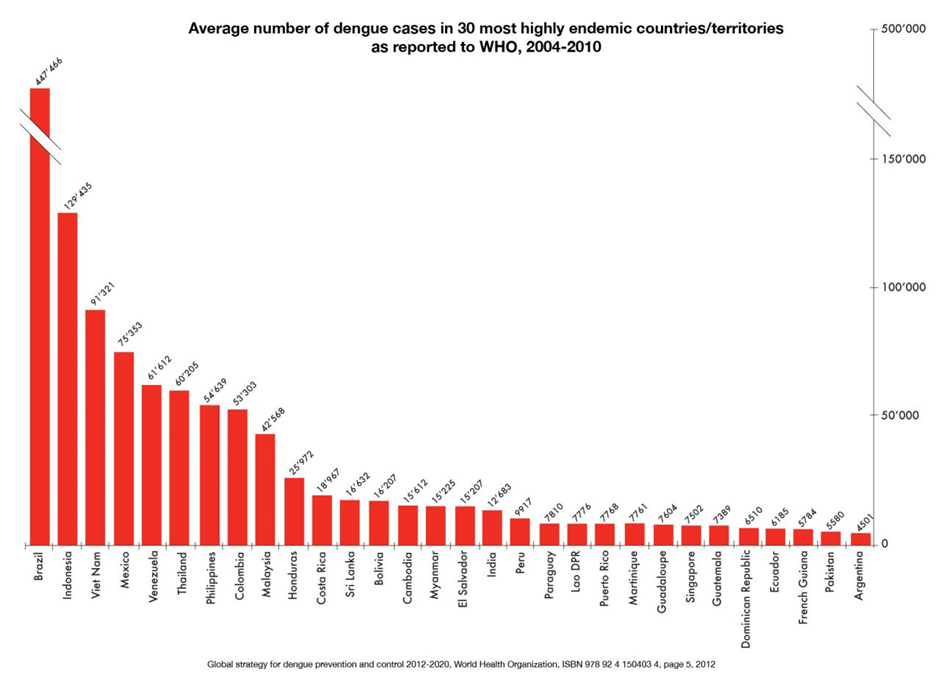 Average number of dengue cases in 30 most highly endemic countries/territories
as reported to WHO, 2004-2010
500’000
150’000
100’000
50’000
0
447’466
129’435
91’321
75’353
61’612
60’205
54’639
53’303
42’568
25’972
18’967
16’632
16’207
15’612
15’225
15’207
12’683
9917
7810
7776
7768
7761
7604
7502
7389
6510
6185
5784
5580
4501
Brazil
Indonesia
Viet Nam
Mexico
Venezuela
Thailand
Philippines
Colombia
Malaysia
Honduras
Costa Rica
Sri Lanka
Bolivia
Cambodia
Myanmar
El Salvador
India
Peru
Paraguay
Lao DPR
Puerto Rico
Martinique
Guadaloupe
Singapore
Guatemala
Dominican Republic
Ecuador
French Guiana
Pakistan
Argentina
Global strategy for dengue prevention and control 2012-2020, World Health Organization, ISBN 978 92 4 150403 4, page 5, 2012